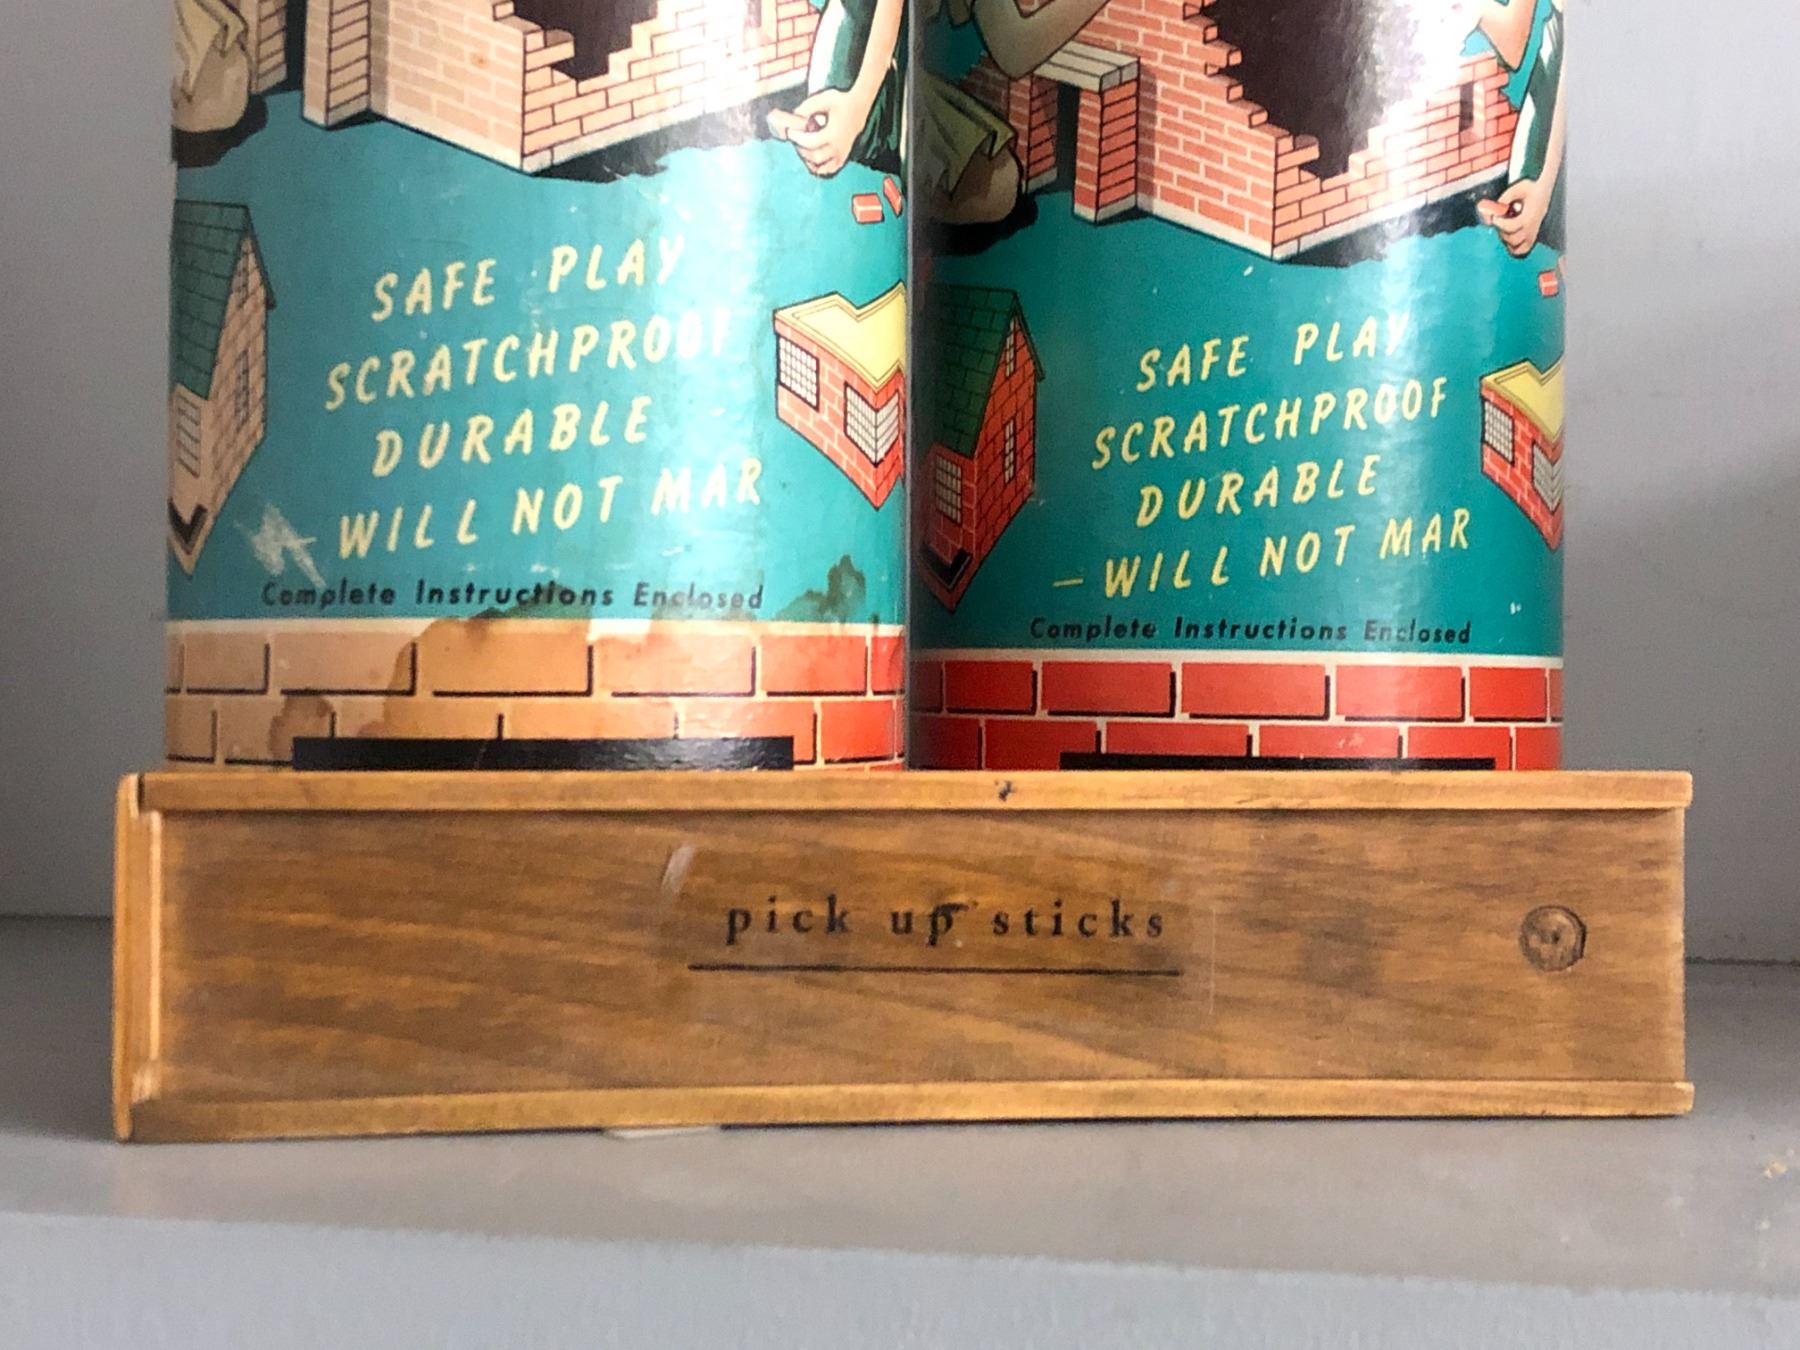 SAFE PLAY
SCRATCHPROOF
DURABLE
— WILL NOT MAR
Complete Instructions Enclosed
SAFE PLAY
SCRATCHPROOF
DURABLE
— WILL NOT MAR
Complete Instructions Enclosed
pick up sticks